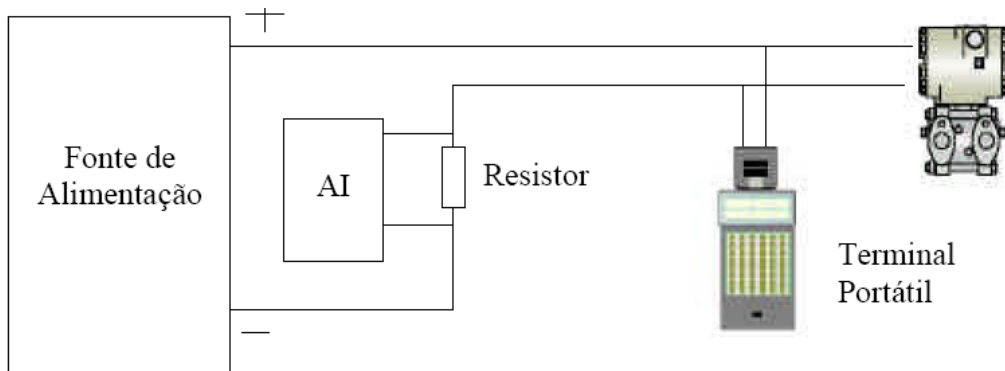 +
Fonte de
Alimentação
AI
Resistor
Terminal
Portátil
−